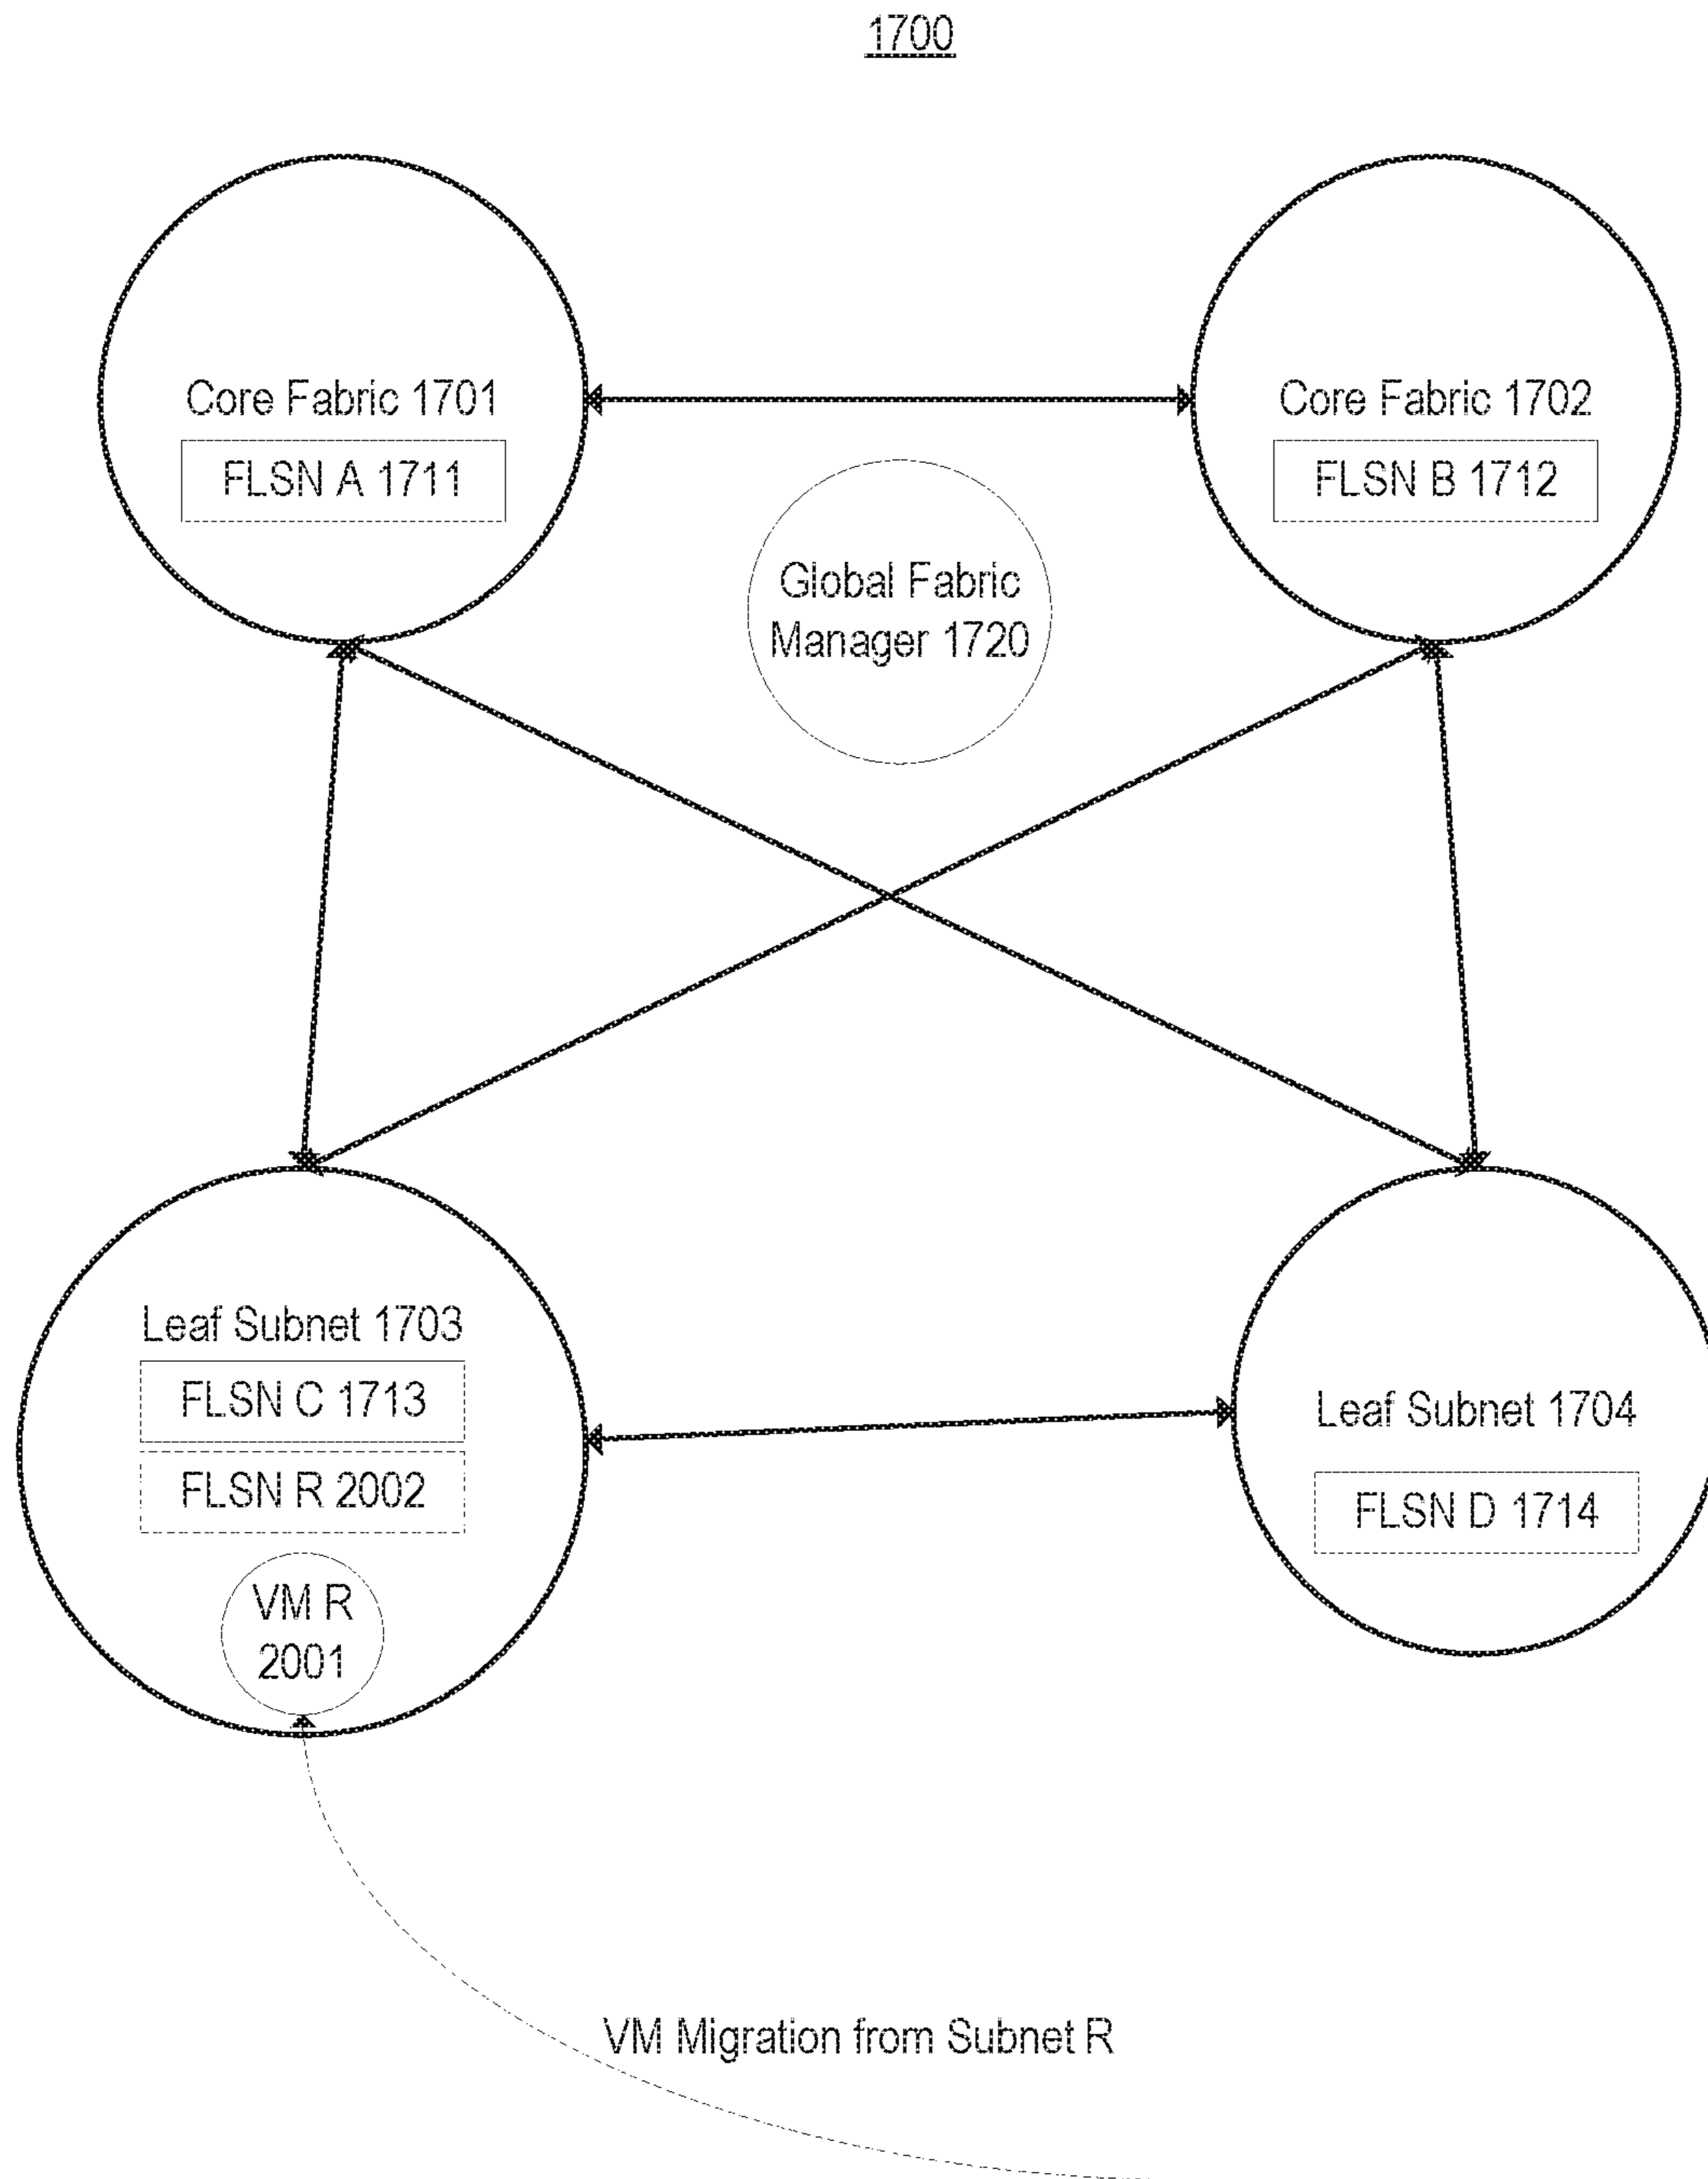 1700
Core Fabric 1701
FLSN A 1711
Core Fabric 1702
FLSN B 1712
Global Fabric
Manager 1720
Leaf Subnet 1703
FLSN C 1713
FLSN R 2002
VM R
2001
Leaf Subnet 1704
FLSN D 1714
VM Migration from Subnet R